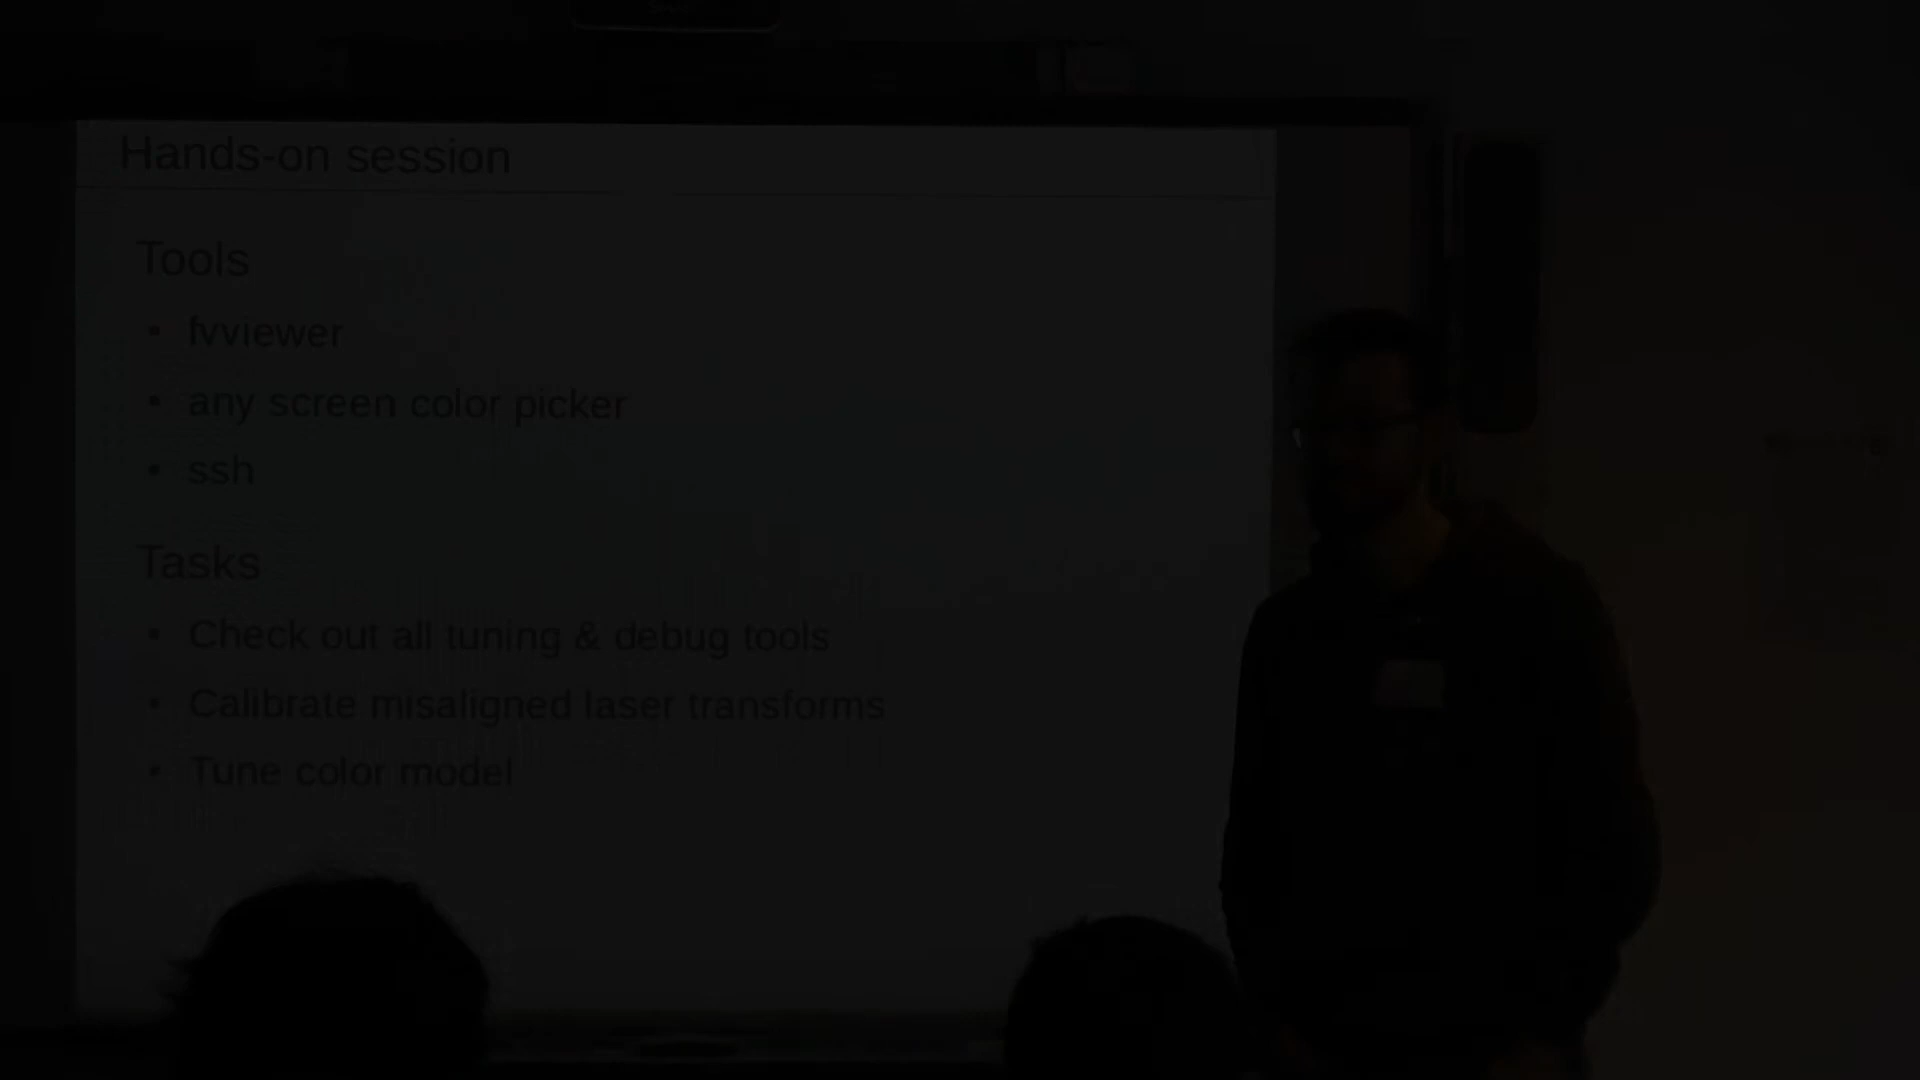 Hands-on session
Tools
• fvviewer
• any screen color picker
• ssh
Tasks
• Check out all tuning & debug tools
• Calibrate misaligned laser transforms
• Tune color model